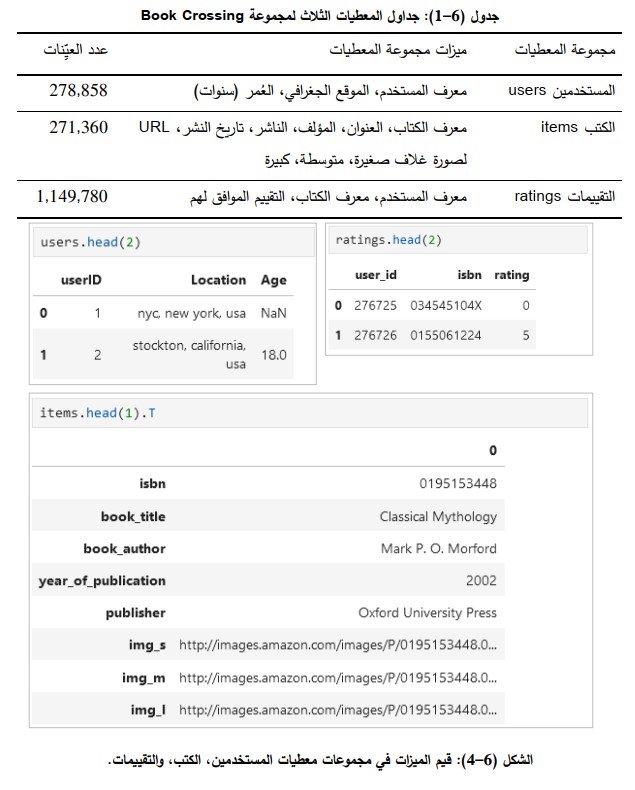 جدول (6–1): جداول المعطيات الثلاث لمجموعة Book Crossing
مجموعة المعطيات ميزات مجموعة المعطيات عدد العيّنات
المستخدمين users معرف المستخدم، الموقع الجغرافي، العُمر (سنوات) 278,858
الكتب items معرف الكتاب، العنوان، المؤلف، الناشر، تاريخ النشر، URL 271,360
لصورة غلاف صغيرة، متوسطة، كبيرة
التقييمات ratings معرف المستخدم، معرف الكتاب، التقييم الموافق لهم 1,149,780
users.head(2)
userID Location Age
0 1 nyc, new york, usa NaN
1 2 stockton, california, usa 18.0
ratings.head(2)
user_id isbn rating
0 276725 034545104X 0
1 276726 0155061224 5
items.head(1).T
0
isbn 0195153448
book_title Classical Mythology
book_author Mark P. O. Morford
year_of_publication 2002
publisher Oxford University Press
img_s http://images.amazon.com/images/P/0195153448.0...
img_m http://images.amazon.com/images/P/0195153448.0...
img_l http://images.amazon.com/images/P/0195153448.0...
الشكل (6–4): قيم الميزات في مجموعات معطيات المستخدمين، الكتب، والتقييمات.